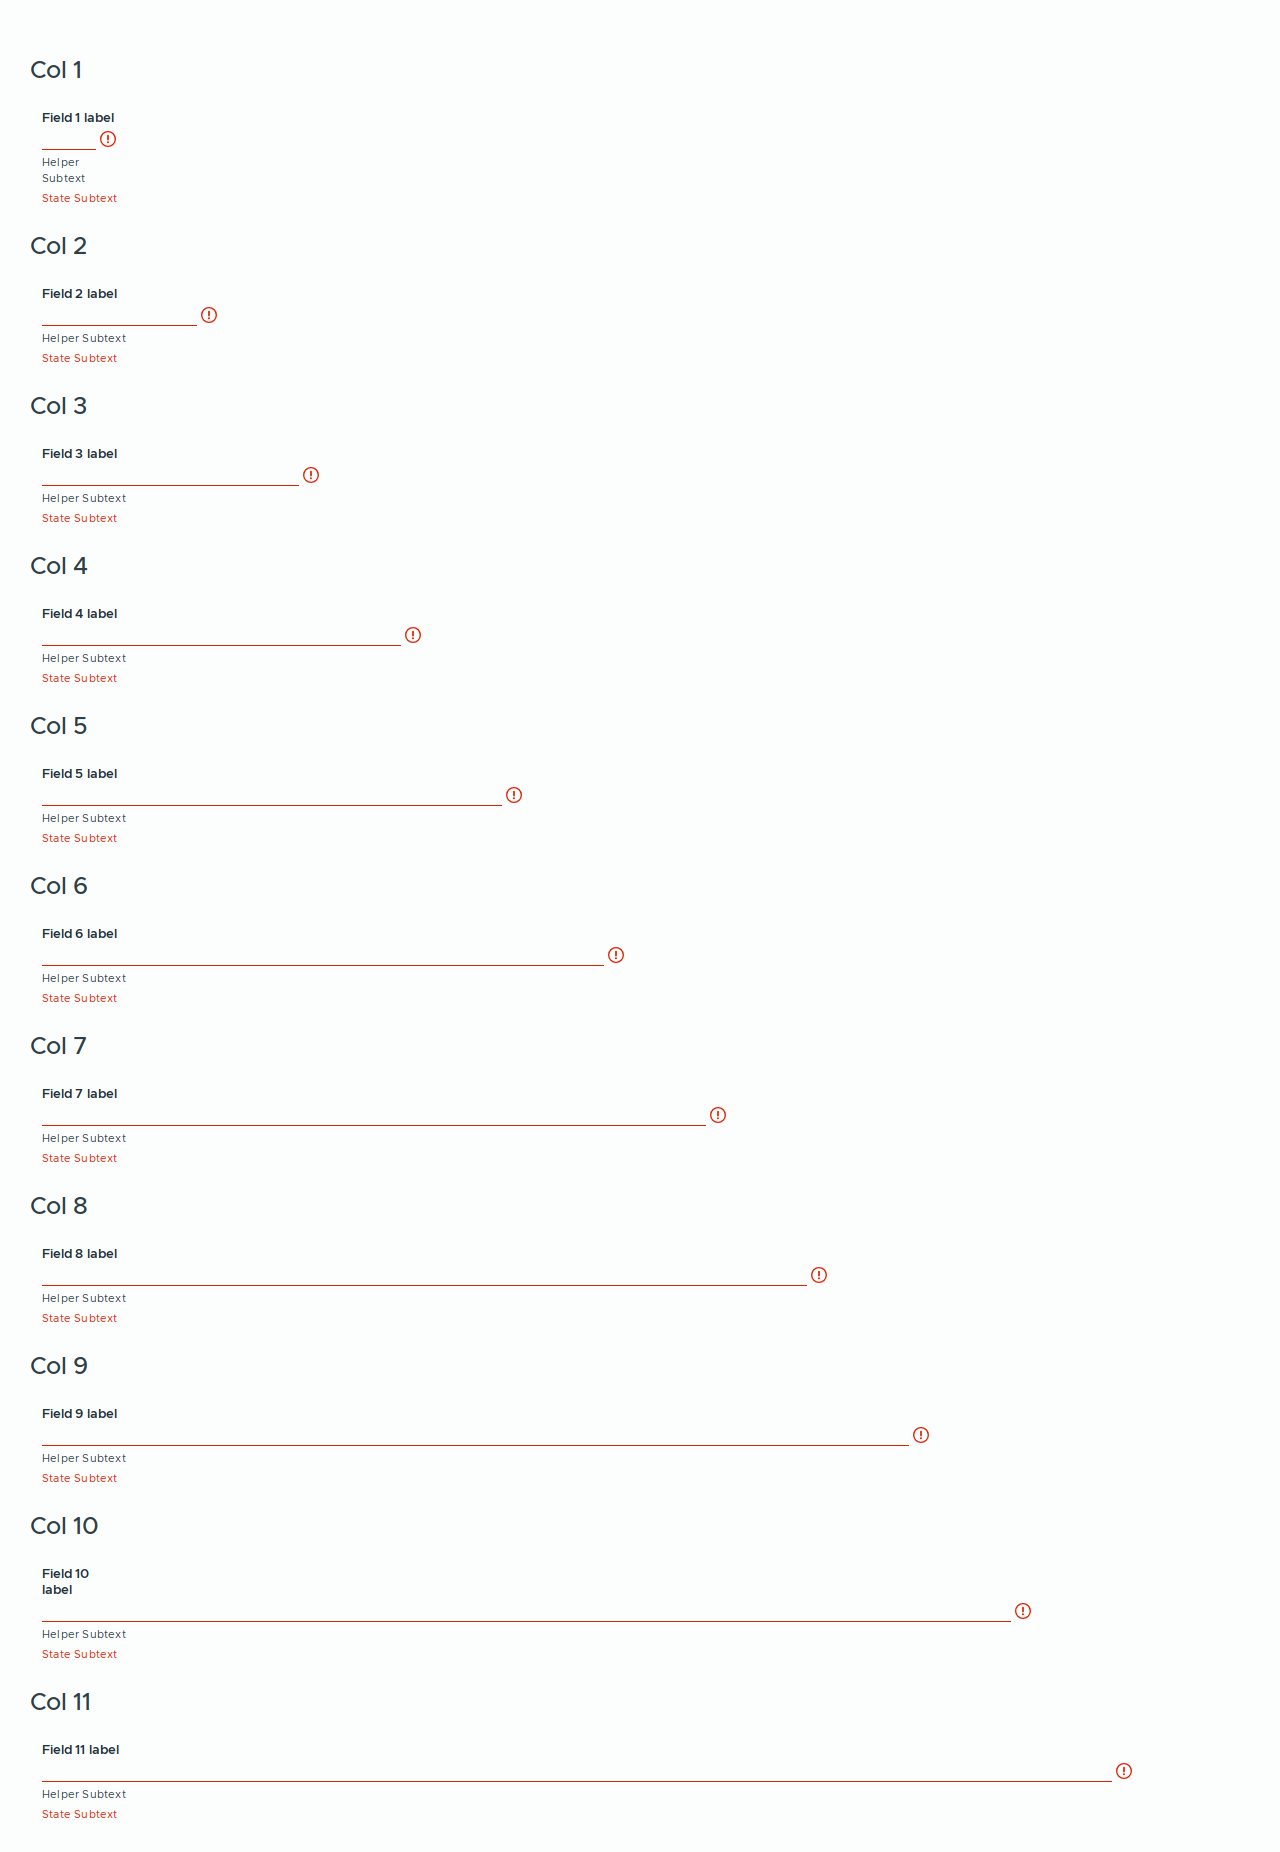 Col 1
Field 1 label
Helper
Subtext
State Subtext
Col 2
Field 2 label
Helper Subtext
State Subtext
Col 3
Field 3 label
Helper Subtext
State Subtext
Col 4
Field 4 label
Helper Subtext
State Subtext
Col 5
Field 5 label
Helper Subtext
State Subtext
Col 6
Field 6 label
Helper Subtext
State Subtext
Col 7
Field 7 label
Helper Subtext
State Subtext
Col 8
Field 8 label
Helper Subtext
State Subtext
Col 9
Field 9 label
Helper Subtext
State Subtext
Col 10
Field 10
label
Helper Subtext
State Subtext
Col 11
Field 11 label
Helper Subtext
State Subtext